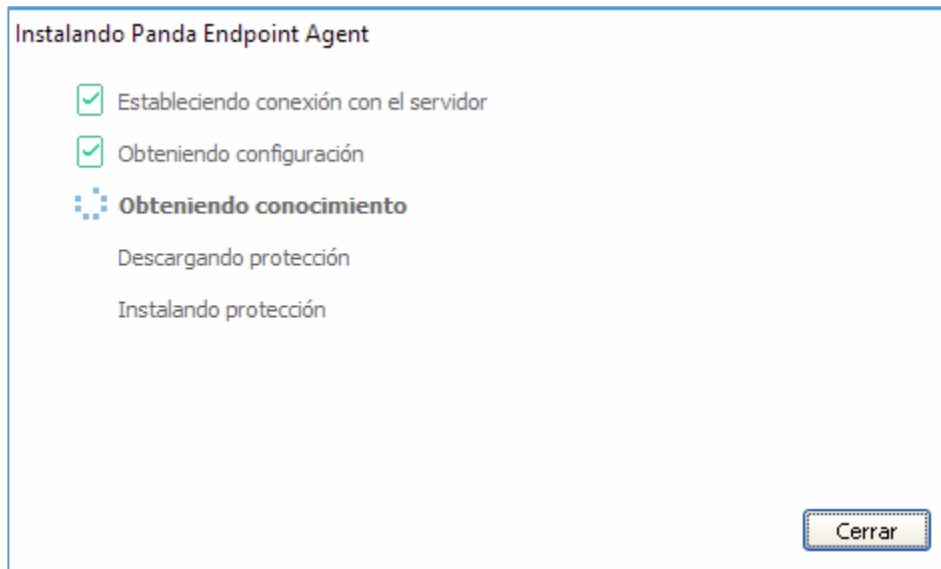 Instalando Panda Endpoint Agent
Estableciendo conexión con el servidor
Obteniendo configuración
Obteniendo conocimiento
Descargando protección
Instalando protección
Cerrar